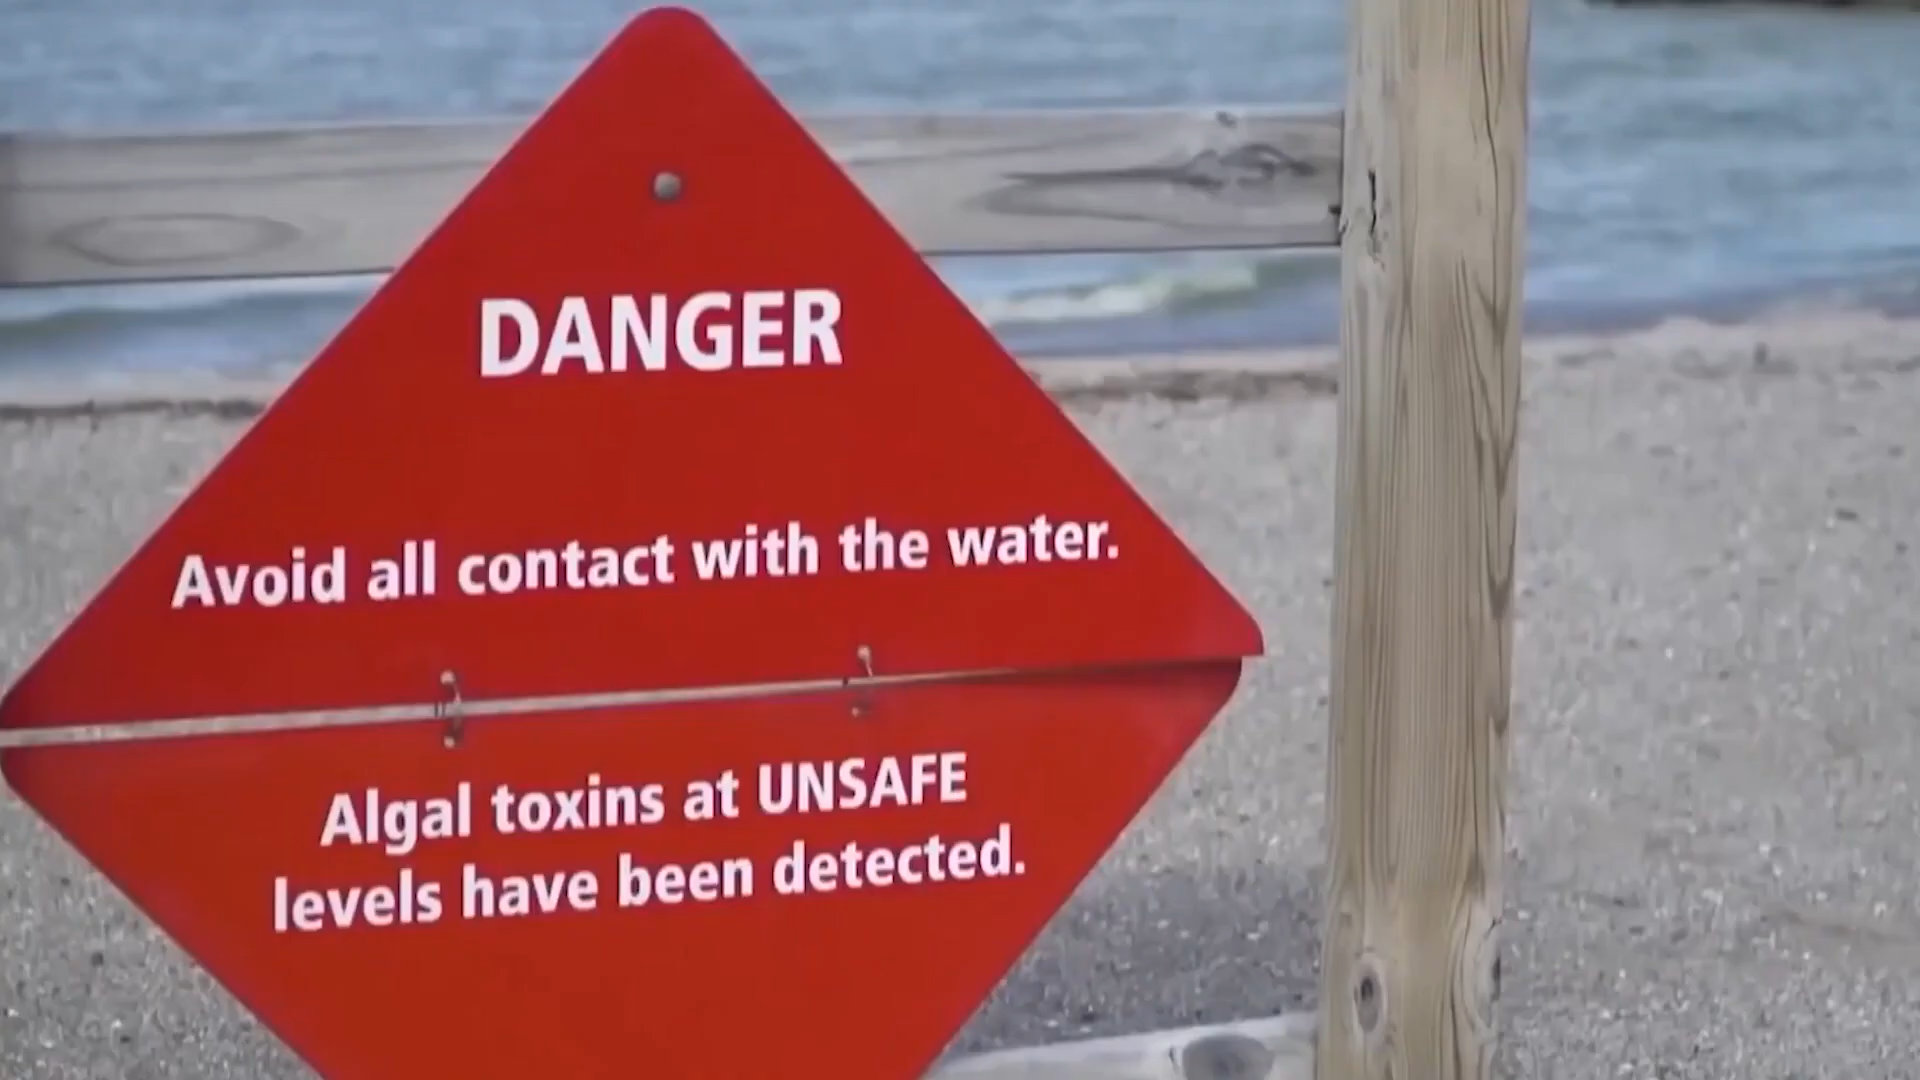 DANGER
Avoid all contact with the water.
Algal toxins at UNSAFE
levels have been detected.